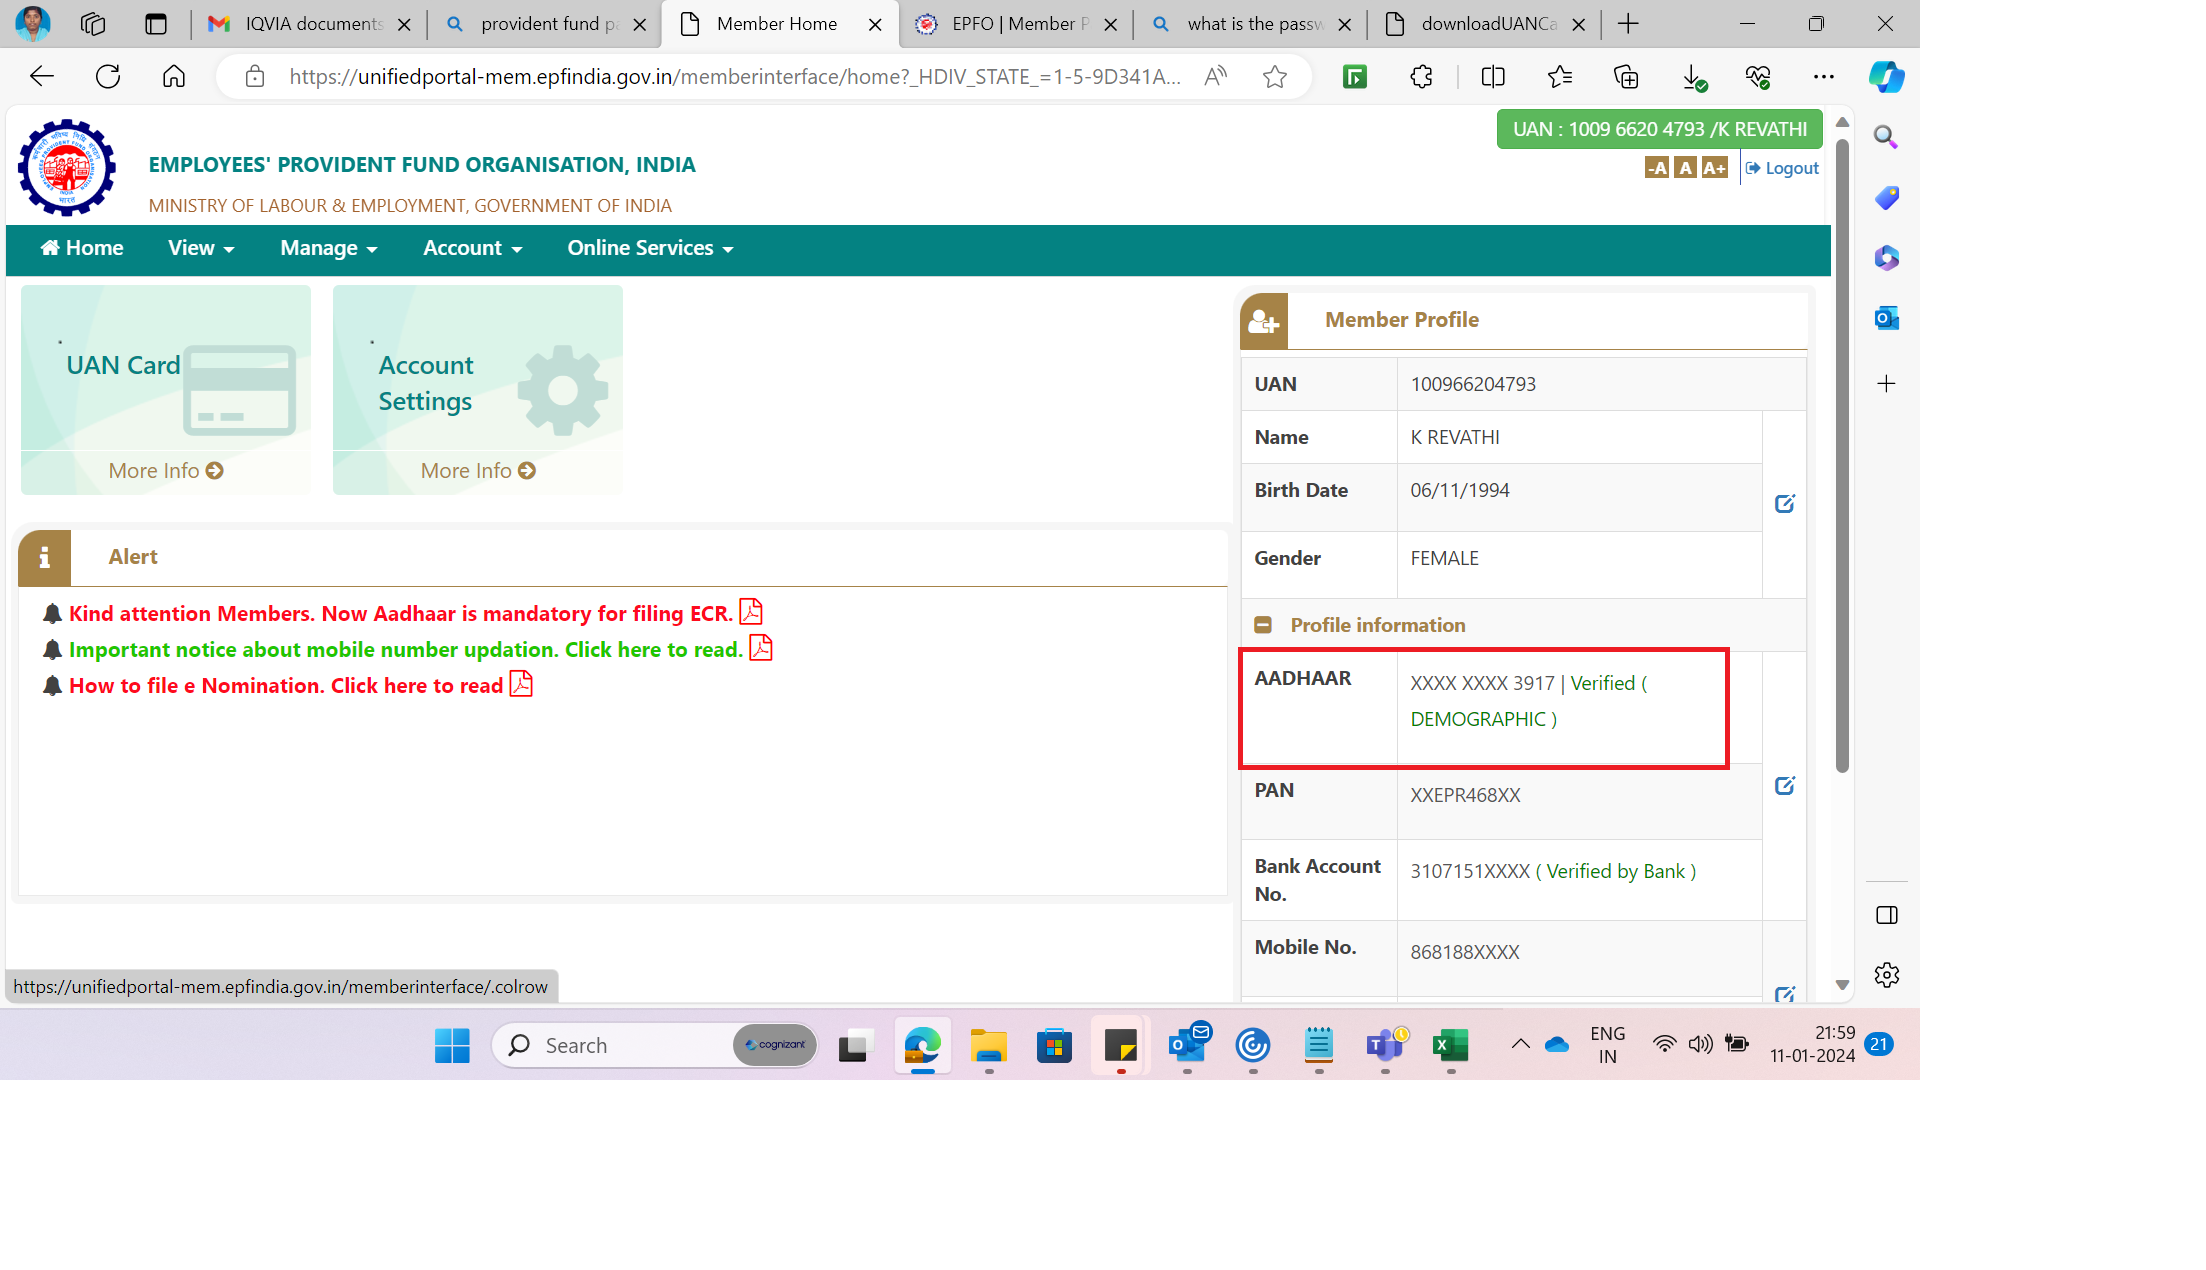 IQVIA documents
provident fund pa
Member Home
EPFO | Member P
what is the passw
downloadUANCa
https://unifiedportal-mem.epfindia.gov.in/memberinterface/home?_HDIV_STATE_=1-5-9D341A...
UAN : 1009 6620 4793 /K REVATHI
EMPLOYEES' PROVIDENT FUND ORGANISATION, INDIA
-A A A+
Logout
MINISTRY OF LABOUR & EMPLOYMENT, GOVERNMENT OF INDIA
Home View Manage Account Online Services
UAN Card
More Info
Account
Settings
More Info
Alert
Kind attention Members. Now Aadhaar is mandatory for filing ECR.
Important notice about mobile number updation. Click here to read.
How to file e Nomination. Click here to read
Member Profile
UAN 100966204793
Name K REVATHI
Birth Date 06/11/1994
Gender FEMALE
Profile information
AADHAAR XXXX XXXX 3917 | Verified (
DEMOGRAPHIC )
PAN XXEPR468XX
Bank Account 3107151XXXX ( Verified by Bank )
No.
Mobile No. 868188XXXX
https://unifiedportal-mem.epfindia.gov.in/memberinterface/.colrow
Search
cognizant
ENG
IN
21:59
11-01-2024
21